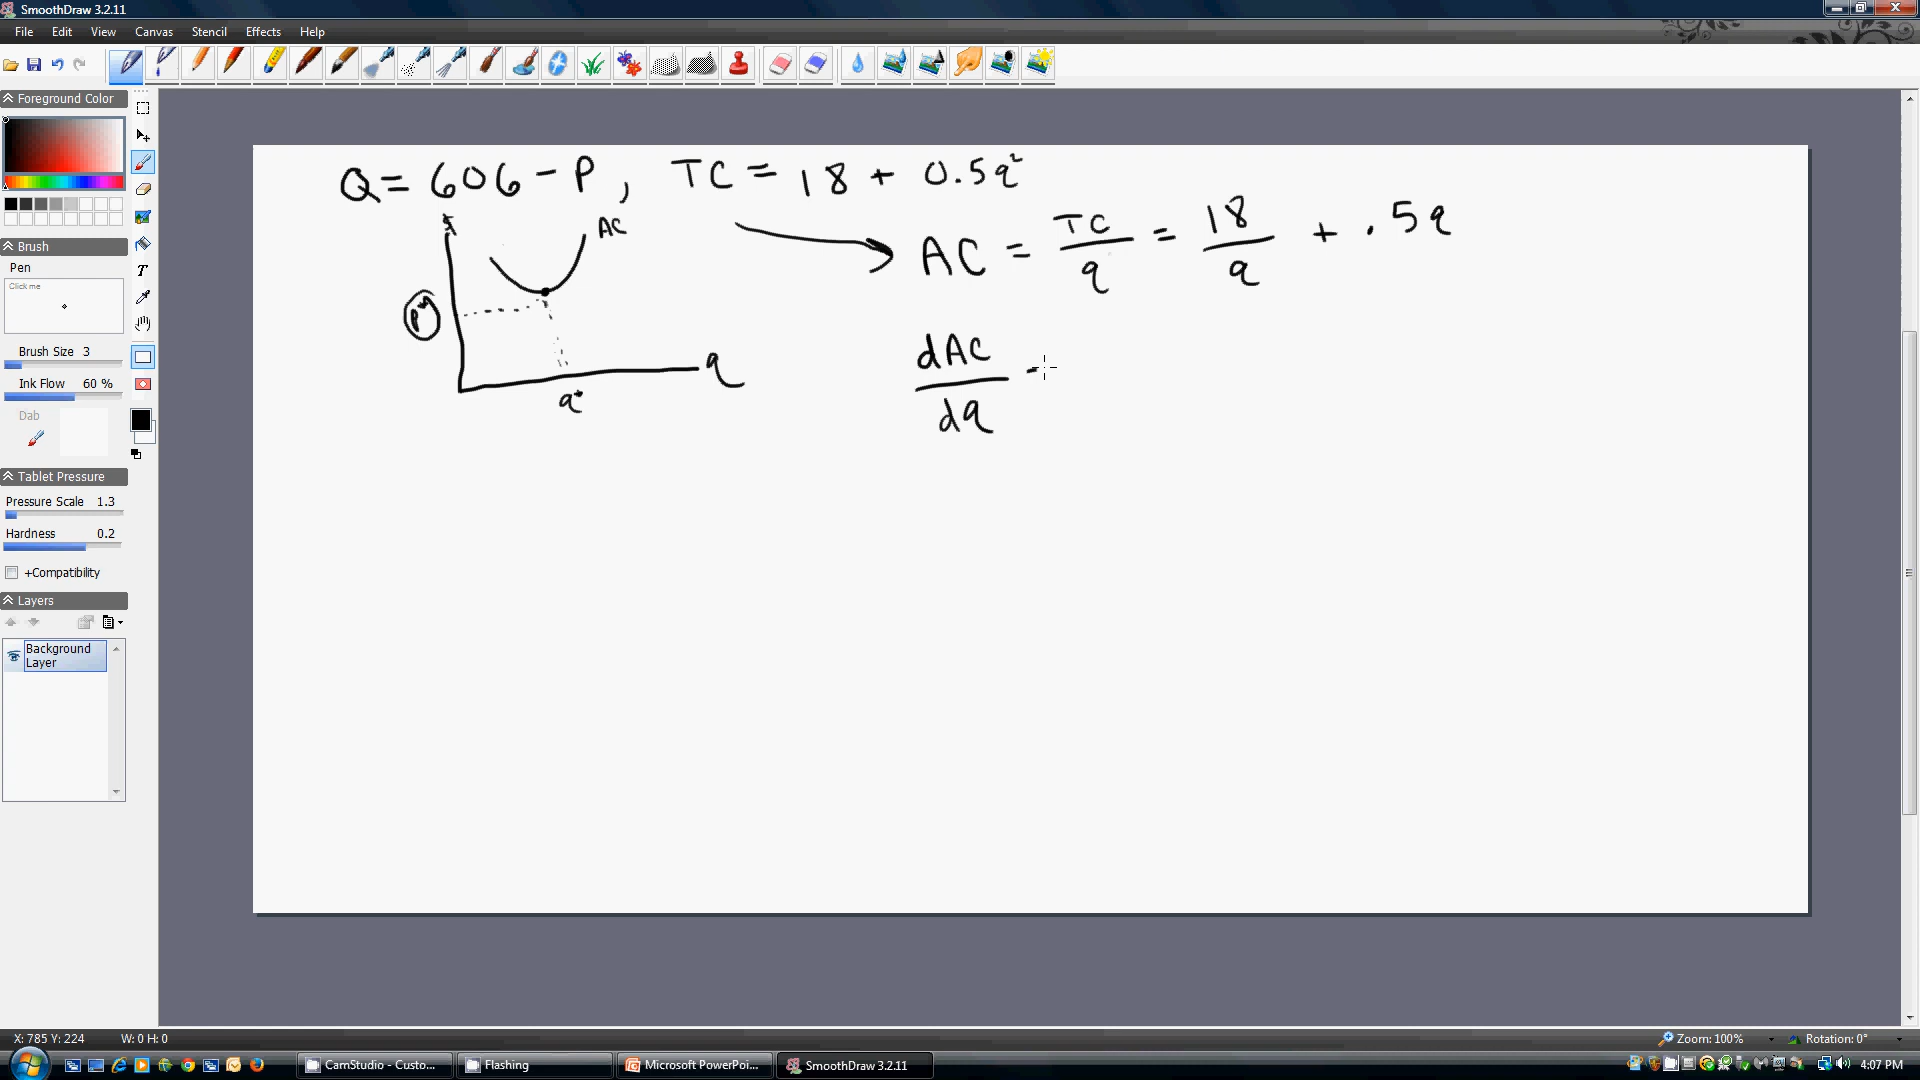 SmoothDraw 3.2.11
File Edit View Canvas Stencil Effects Help
Foreground Color
Brush
Pen
Click me
Brush Size 3
Ink Flow 60 %
Dab
Tablet Pressure
Pressure Scale 1.3
Hardness 0.2
+Compatibility
Layers
Background
Layer
T
Q = 606 - P, TC = 18 + 0.5q²
AC = TC/q = 18/q + .5q
AC
P*
q
q*
dAC
dq
X: 785 Y: 224 W: 0 H: 0
Zoom: 100% Rotation: 0°
CamStudio - Custo... Flashing Microsoft PowerPoi... SmoothDraw 3.2.11 4:07 PM